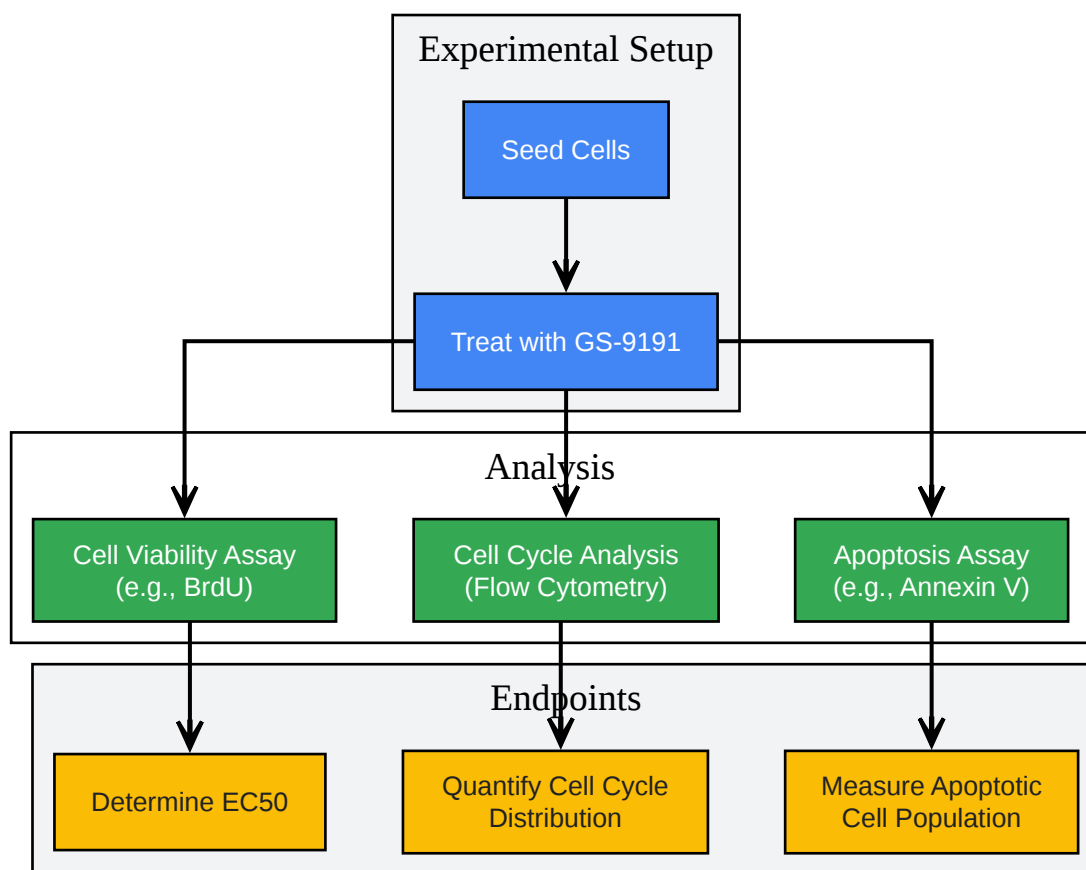 Experimental Setup
Seed Cells
Treat with GS-9191
Analysis
Cell Viability Assay
(e.g., BrdU)
Cell Cycle Analysis
(Flow Cytometry)
Apoptosis Assay
(e.g., Annexin V)
Endpoints
Determine EC50
Quantify Cell Cycle
Distribution
Measure Apoptotic
Cell Population